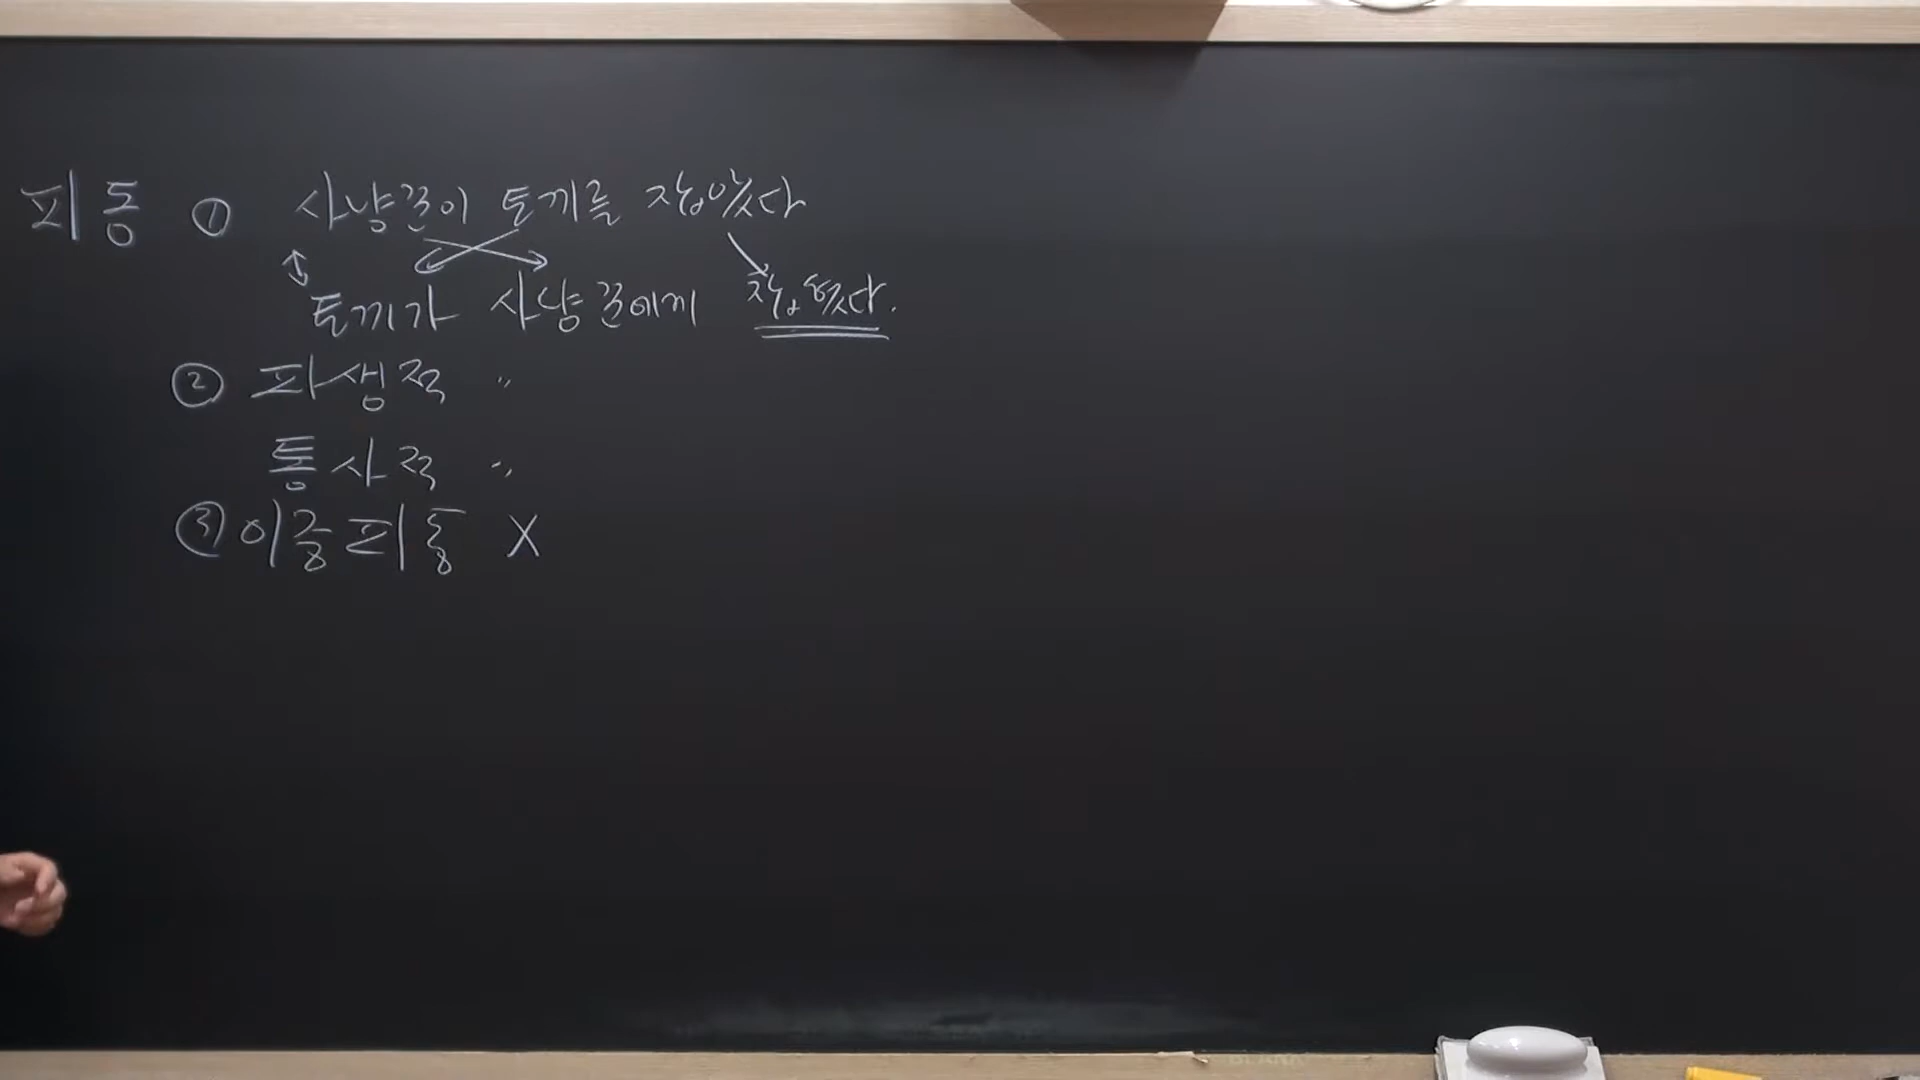 피동 ① 사냥꾼이 토끼를 잡았다
↕ 토끼가 사냥꾼에게 잡혔다.
② 파생적 〃
통사적 〃
③ 이중피동 X